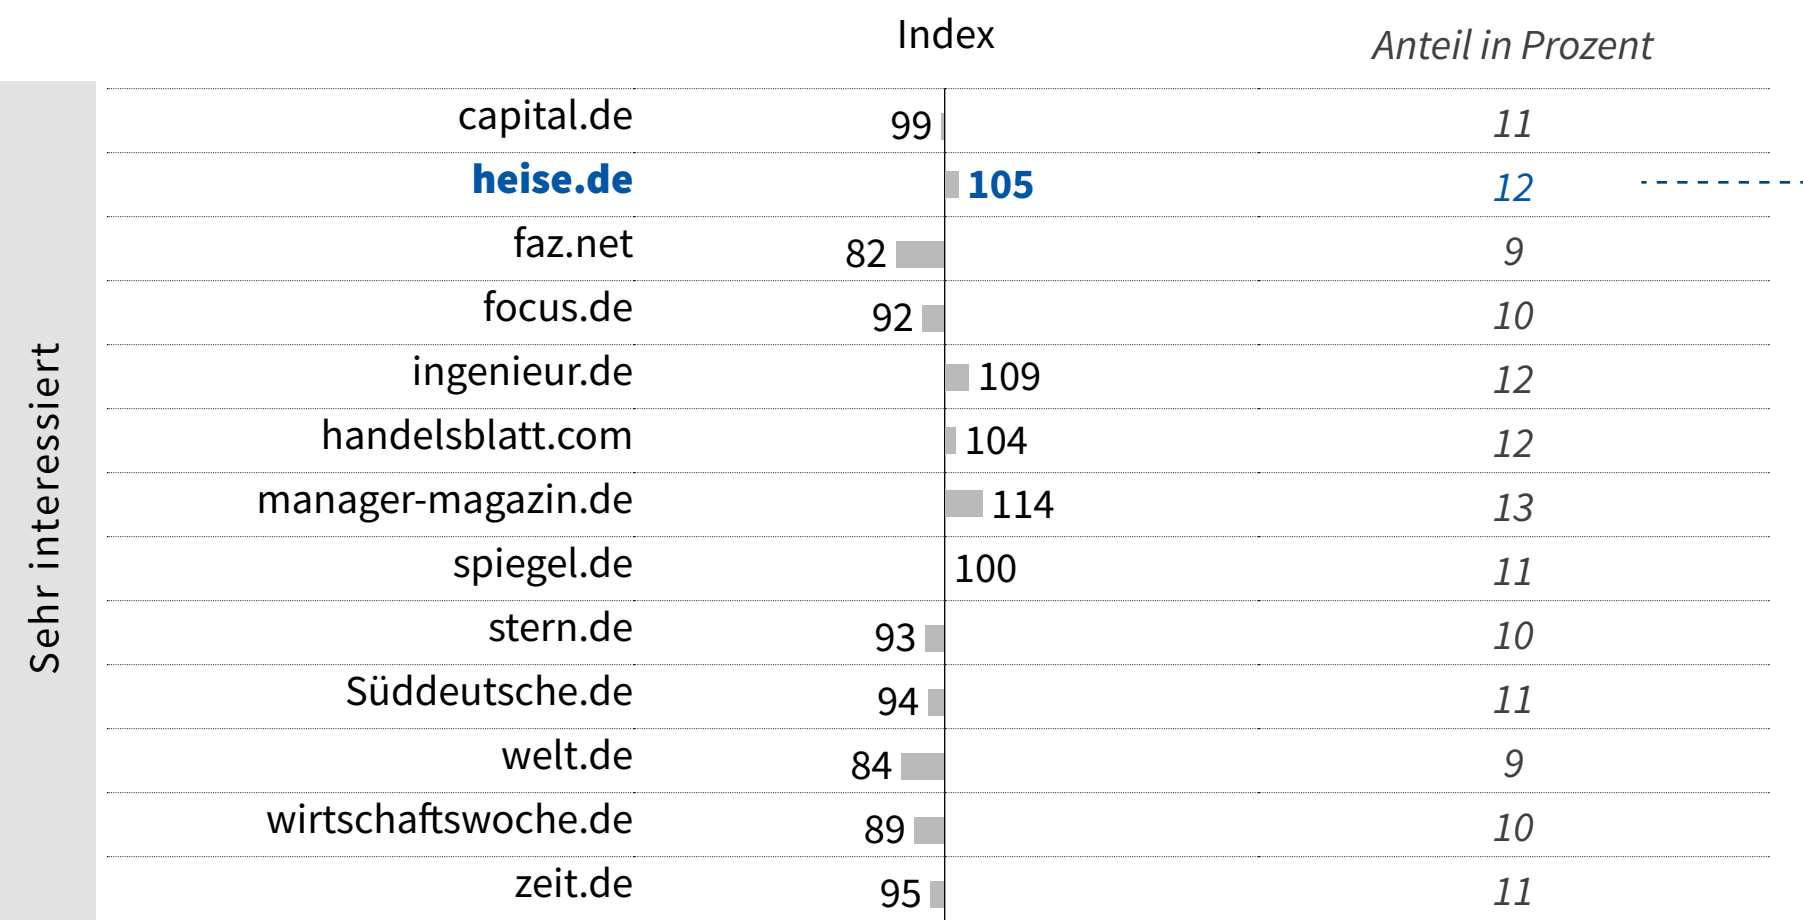 Index Anteil in Prozent
Sehr interessiert
capital.de 99 11
heise.de 105 12
faz.net 82 9
focus.de 92 10
ingenieur.de 109 12
handelsblatt.com 104 12
manager-magazin.de 114 13
spiegel.de 100 11
stern.de 93 10
Süddeutsche.de 94 11
welt.de 84 9
wirtschaftswoche.de 89 10
zeit.de 95 11